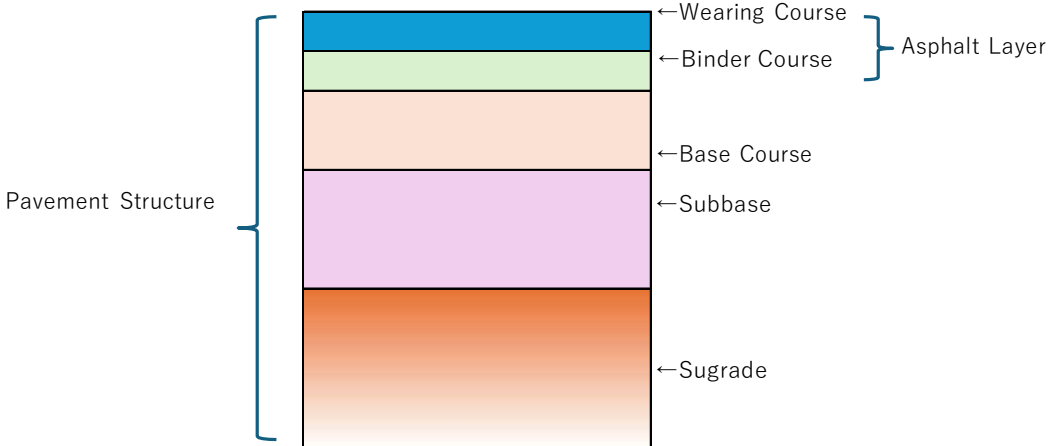 ←Wearing Course
←Binder Course
Asphalt Layer
←Base Course
Pavement Structure
←Subbase
←Sugrade